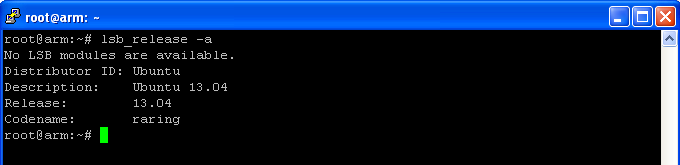 root@arm: ~
root@arm:~# lsb_release -a
No LSB modules are available.
Distributor ID: Ubuntu
Description:    Ubuntu 13.04
Release:        13.04
Codename:       raring
root@arm:~#